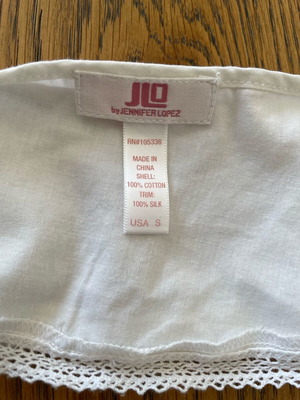 JLO
by JENNIFER LOPEZ
RN#105336
MADE IN
CHINA
SHELL:
100% COTTON
TRIM:
100% SILK
USA S